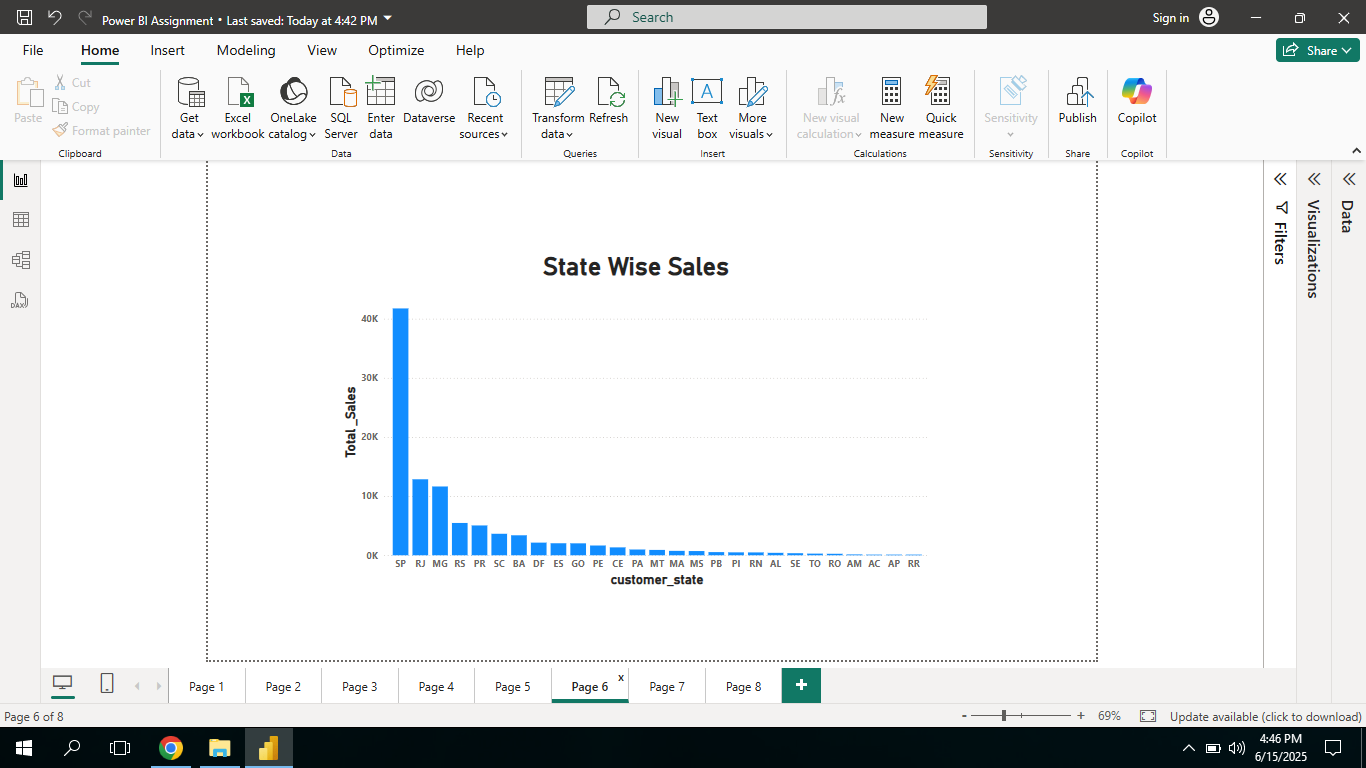 Power BI Assignment • Last saved: Today at 4:42 PM
Search
Sign in
File Home Insert Modeling View Optimize Help
Share
Paste
Cut
Copy
Format painter
Clipboard
Get data
Excel workbook
OneLake catalog
SQL Server
Enter data
Dataverse
Recent sources
Data
Transform data
Refresh
Queries
New visual
Text box
More visuals
Insert
New visual calculation
New measure
Quick measure
Calculations
Sensitivity
Sensitivity
Publish
Share
Copilot
Copilot
DAX
State Wise Sales
Total _Sales
40K
30K
20K
10K
0K
SP RJ MG RS PR SC BA DF ES GO PE CE PA MT MA MS PB PI RN AL SE TO RO AM AC AP RR
customer_state
Filters
Visualizations
Data
Page 1 Page 2 Page 3 Page 4 Page 5 Page 6 x Page 7 Page 8 +
Page 6 of 8
- + 69%
Update available (click to download)
4:46 PM
6/15/2025